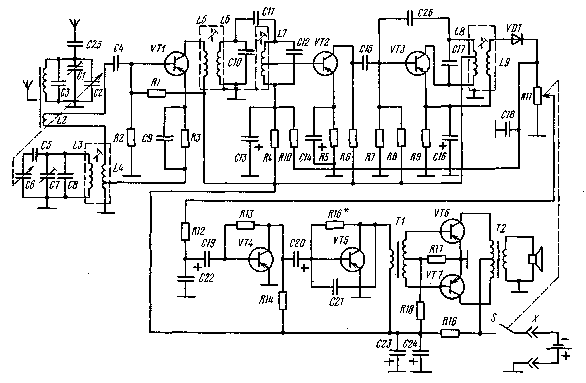 L5 L6 C11 L7 C26 L8 VD1
C25 C4 VT1 C10 C12 VT2 C15 VT3 C17 L9
C3 C1 C2 R1 R11
L2 C18
C5 L3 L4 R2 C9 R3 C13 R4 R10 C14 R5 R6 R7 R8 R9 C16
C6 C7 C8
R12 R13 R16* T1 VT6 T2
C19 VT4 C20 VT5 R17
C22 R14 C21 VT7
R18 R16 S X
C23 C24